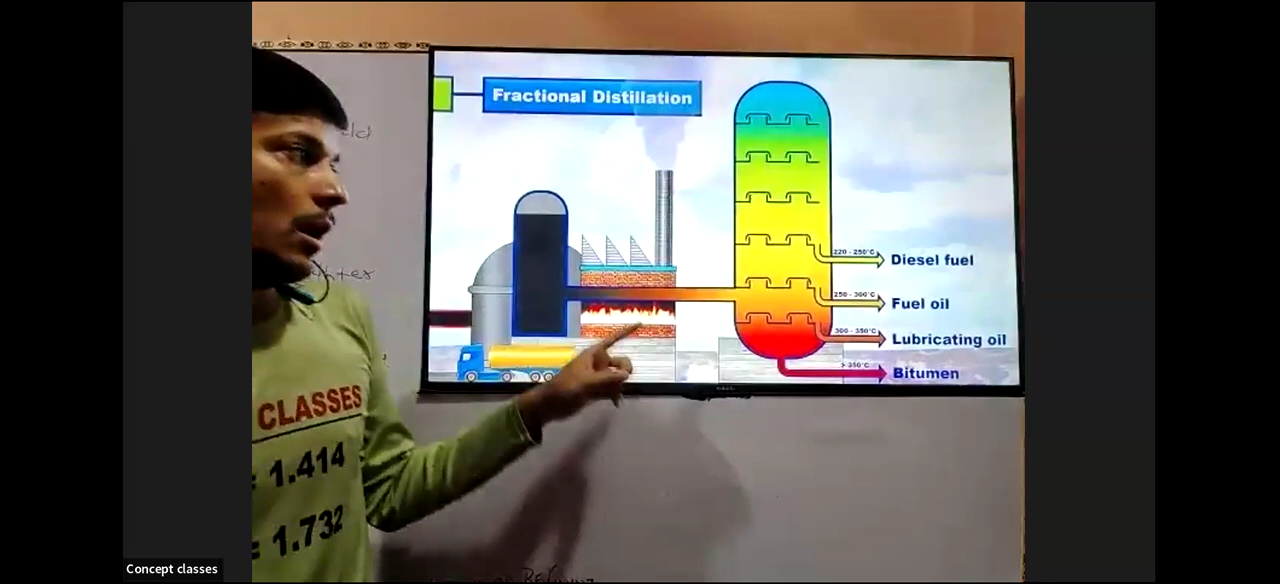 Fractional Distillation
220 - 250°C
Diesel fuel
250 - 300°C
Fuel oil
300 - 350°C
Lubricating oil
> 350°C
Bitumen
CLASSES
= 1.414
= 1.732
Concept classes